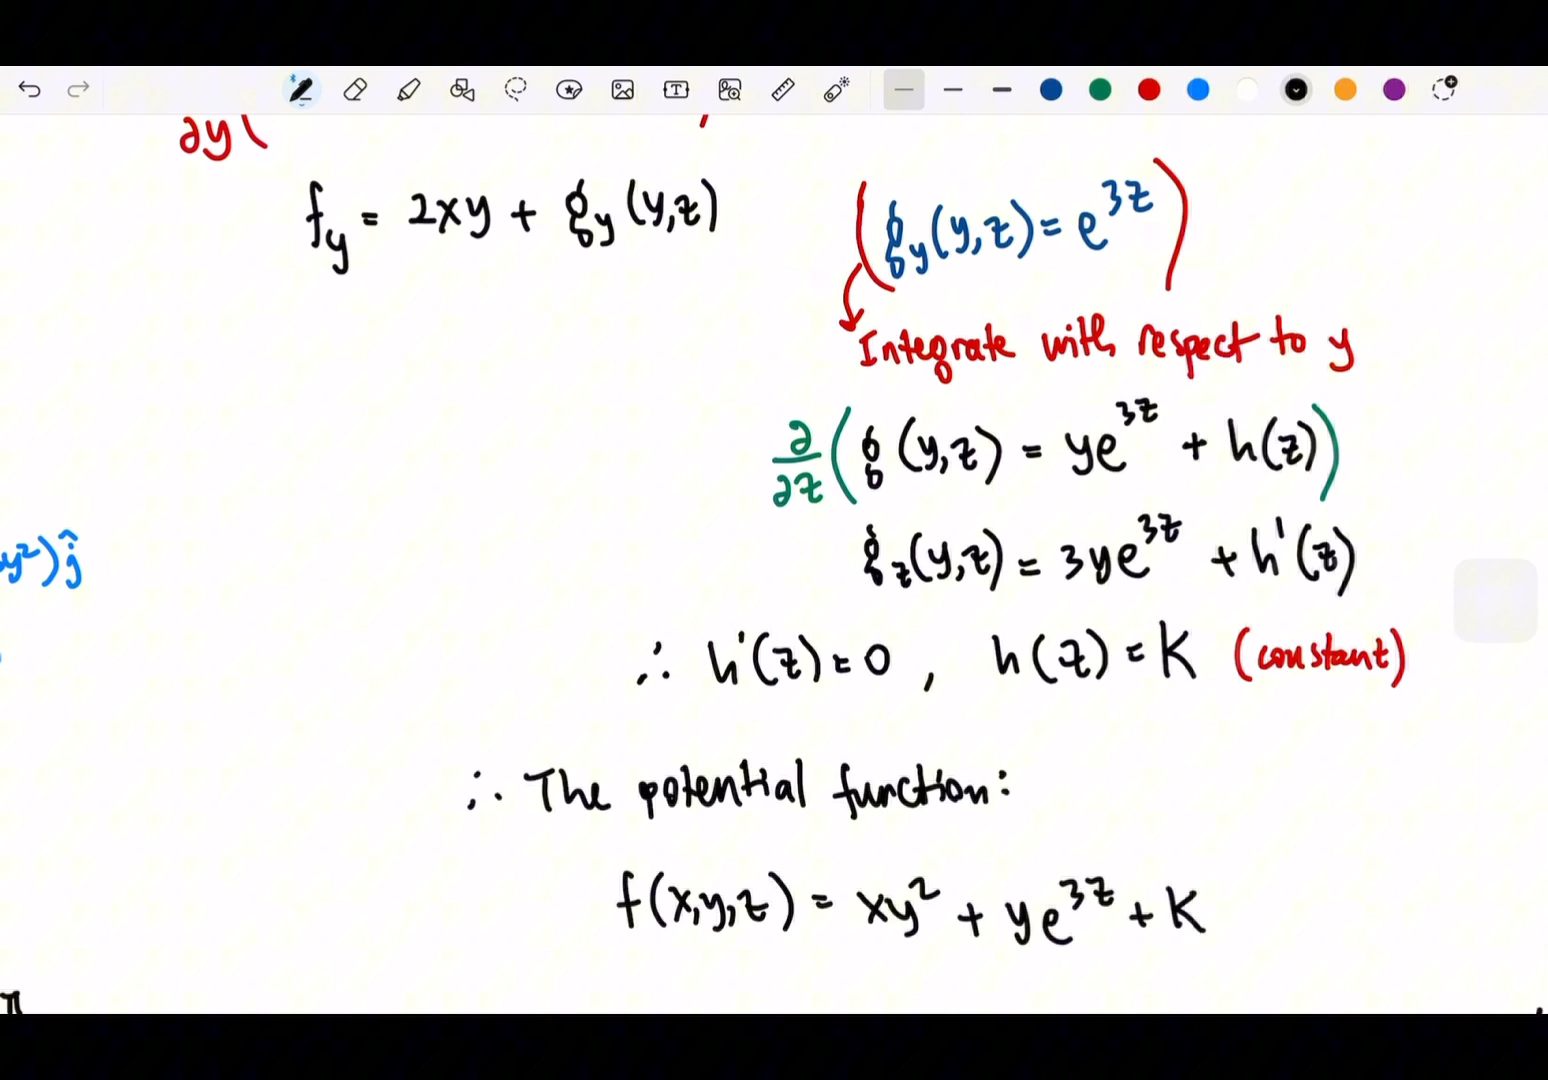 ∂y(
f_y = 2xy + g_y(y,z)
(g_y(y,z) = e^{3z})
Integrate with respect to y
∂/∂z (g(y,z) = ye^{3z} + h(z))
g_z(y,z) = 3ye^{3z} + h'(z)
y²)ĵ
∴ h'(z) = 0, h(z) = K (constant)
∴ The potential function:
f(x,y,z) = xy² + ye^{3z} + K